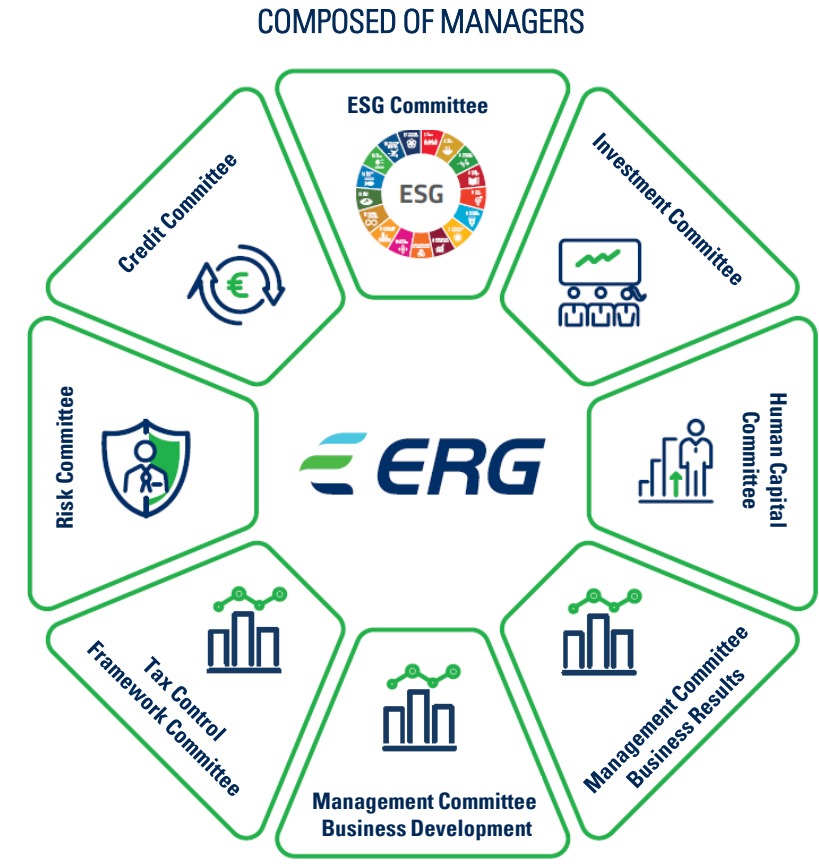 COMPOSED OF MANAGERS
ESG Committee
ESG
Investment Committee
Human Capital
Committee
Management Committee
Business Results
Management Committee
Business Development
Tax Control
Framework Committee
Risk Committee
Credit Committee
€
ERG